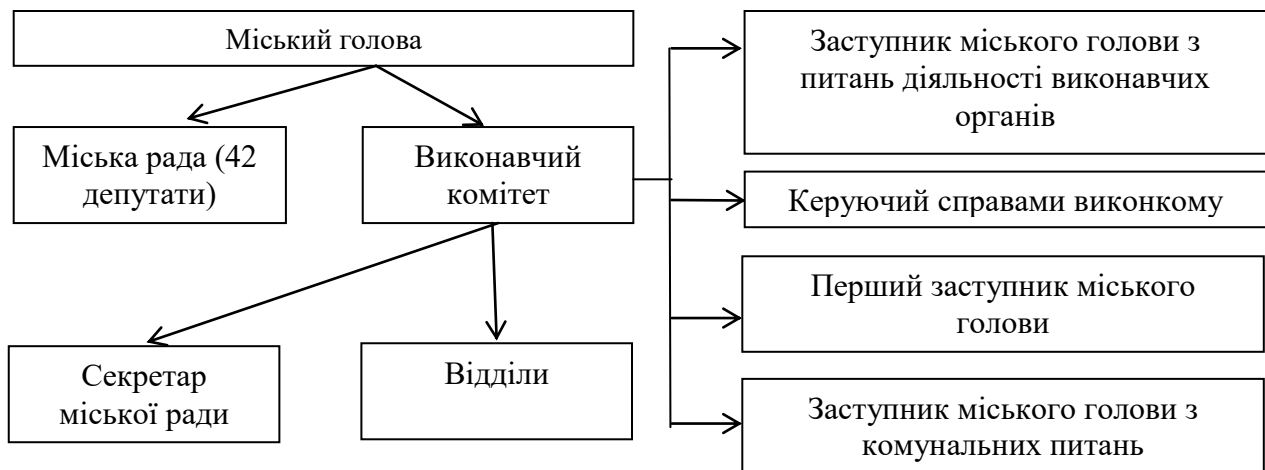 Міський голова
Міська рада (42
депутати)
Виконавчий
комітет
Секретар
міської ради
Відділи
Заступник міського голови з
питань діяльності виконавчих
органів
Керуючий справами виконкому
Перший заступник міського
голови
Заступник міського голови з
комунальних питань